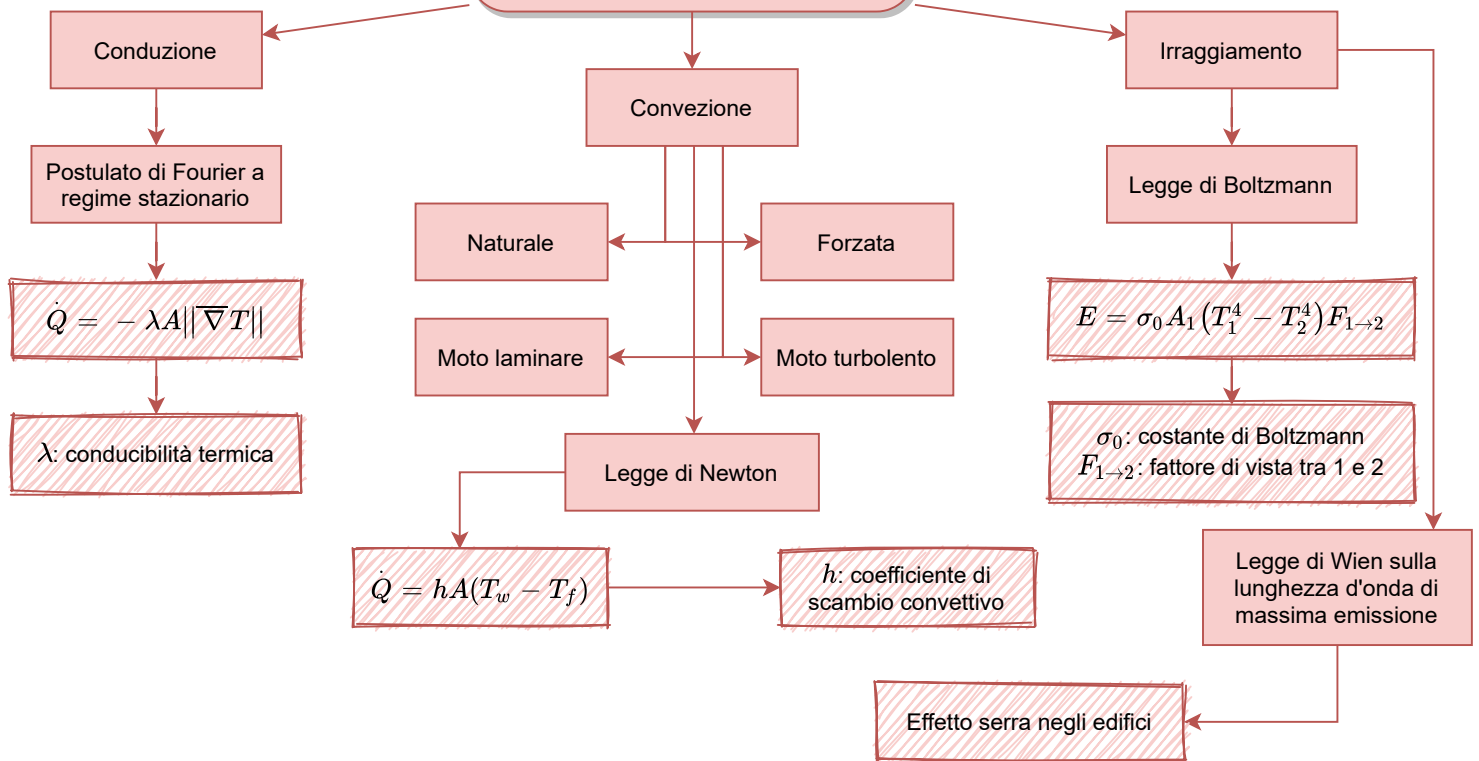 Conduzione
Irraggiamento
Convezione
Postulato di Fourier a
regime stazionario
Legge di Boltzmann
Naturale
Forzata
Q̇ = − λA||∇̅T||
E = σ₀A₁(T₁⁴ − T₂⁴)F₁→₂
Moto laminare
Moto turbolento
λ: conducibilità termica
σ₀: costante di Boltzmann
F₁→₂: fattore di vista tra 1 e 2
Legge di Newton
Legge di Wien sulla
lunghezza d'onda di
massima emissione
Q̇ = hA(T_w − T_f)
h: coefficiente di
scambio convettivo
Effetto serra negli edifici